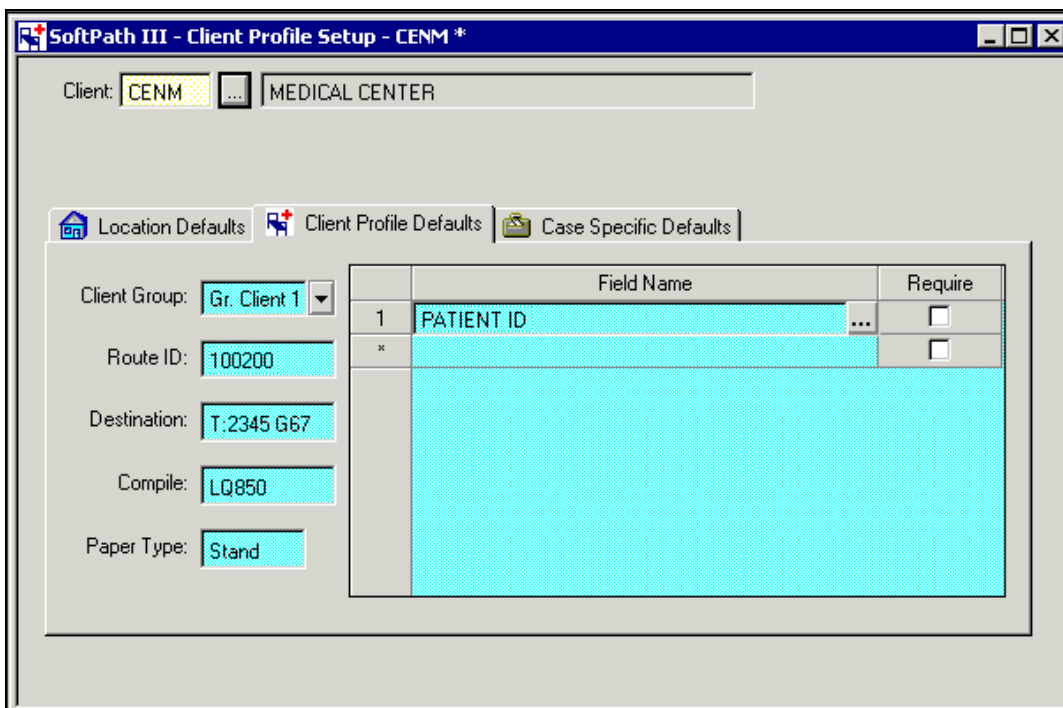 SoftPath III - Client Profile Setup - CENM *
Client: CENM ... MEDICAL CENTER
Location Defaults Client Profile Defaults Case Specific Defaults
Client Group: Gr. Client 1
Route ID: 100200
Destination: T:2345 G67
Compile: LQ850
Paper Type: Stand
Field Name Require
1 PATIENT ID ...
*